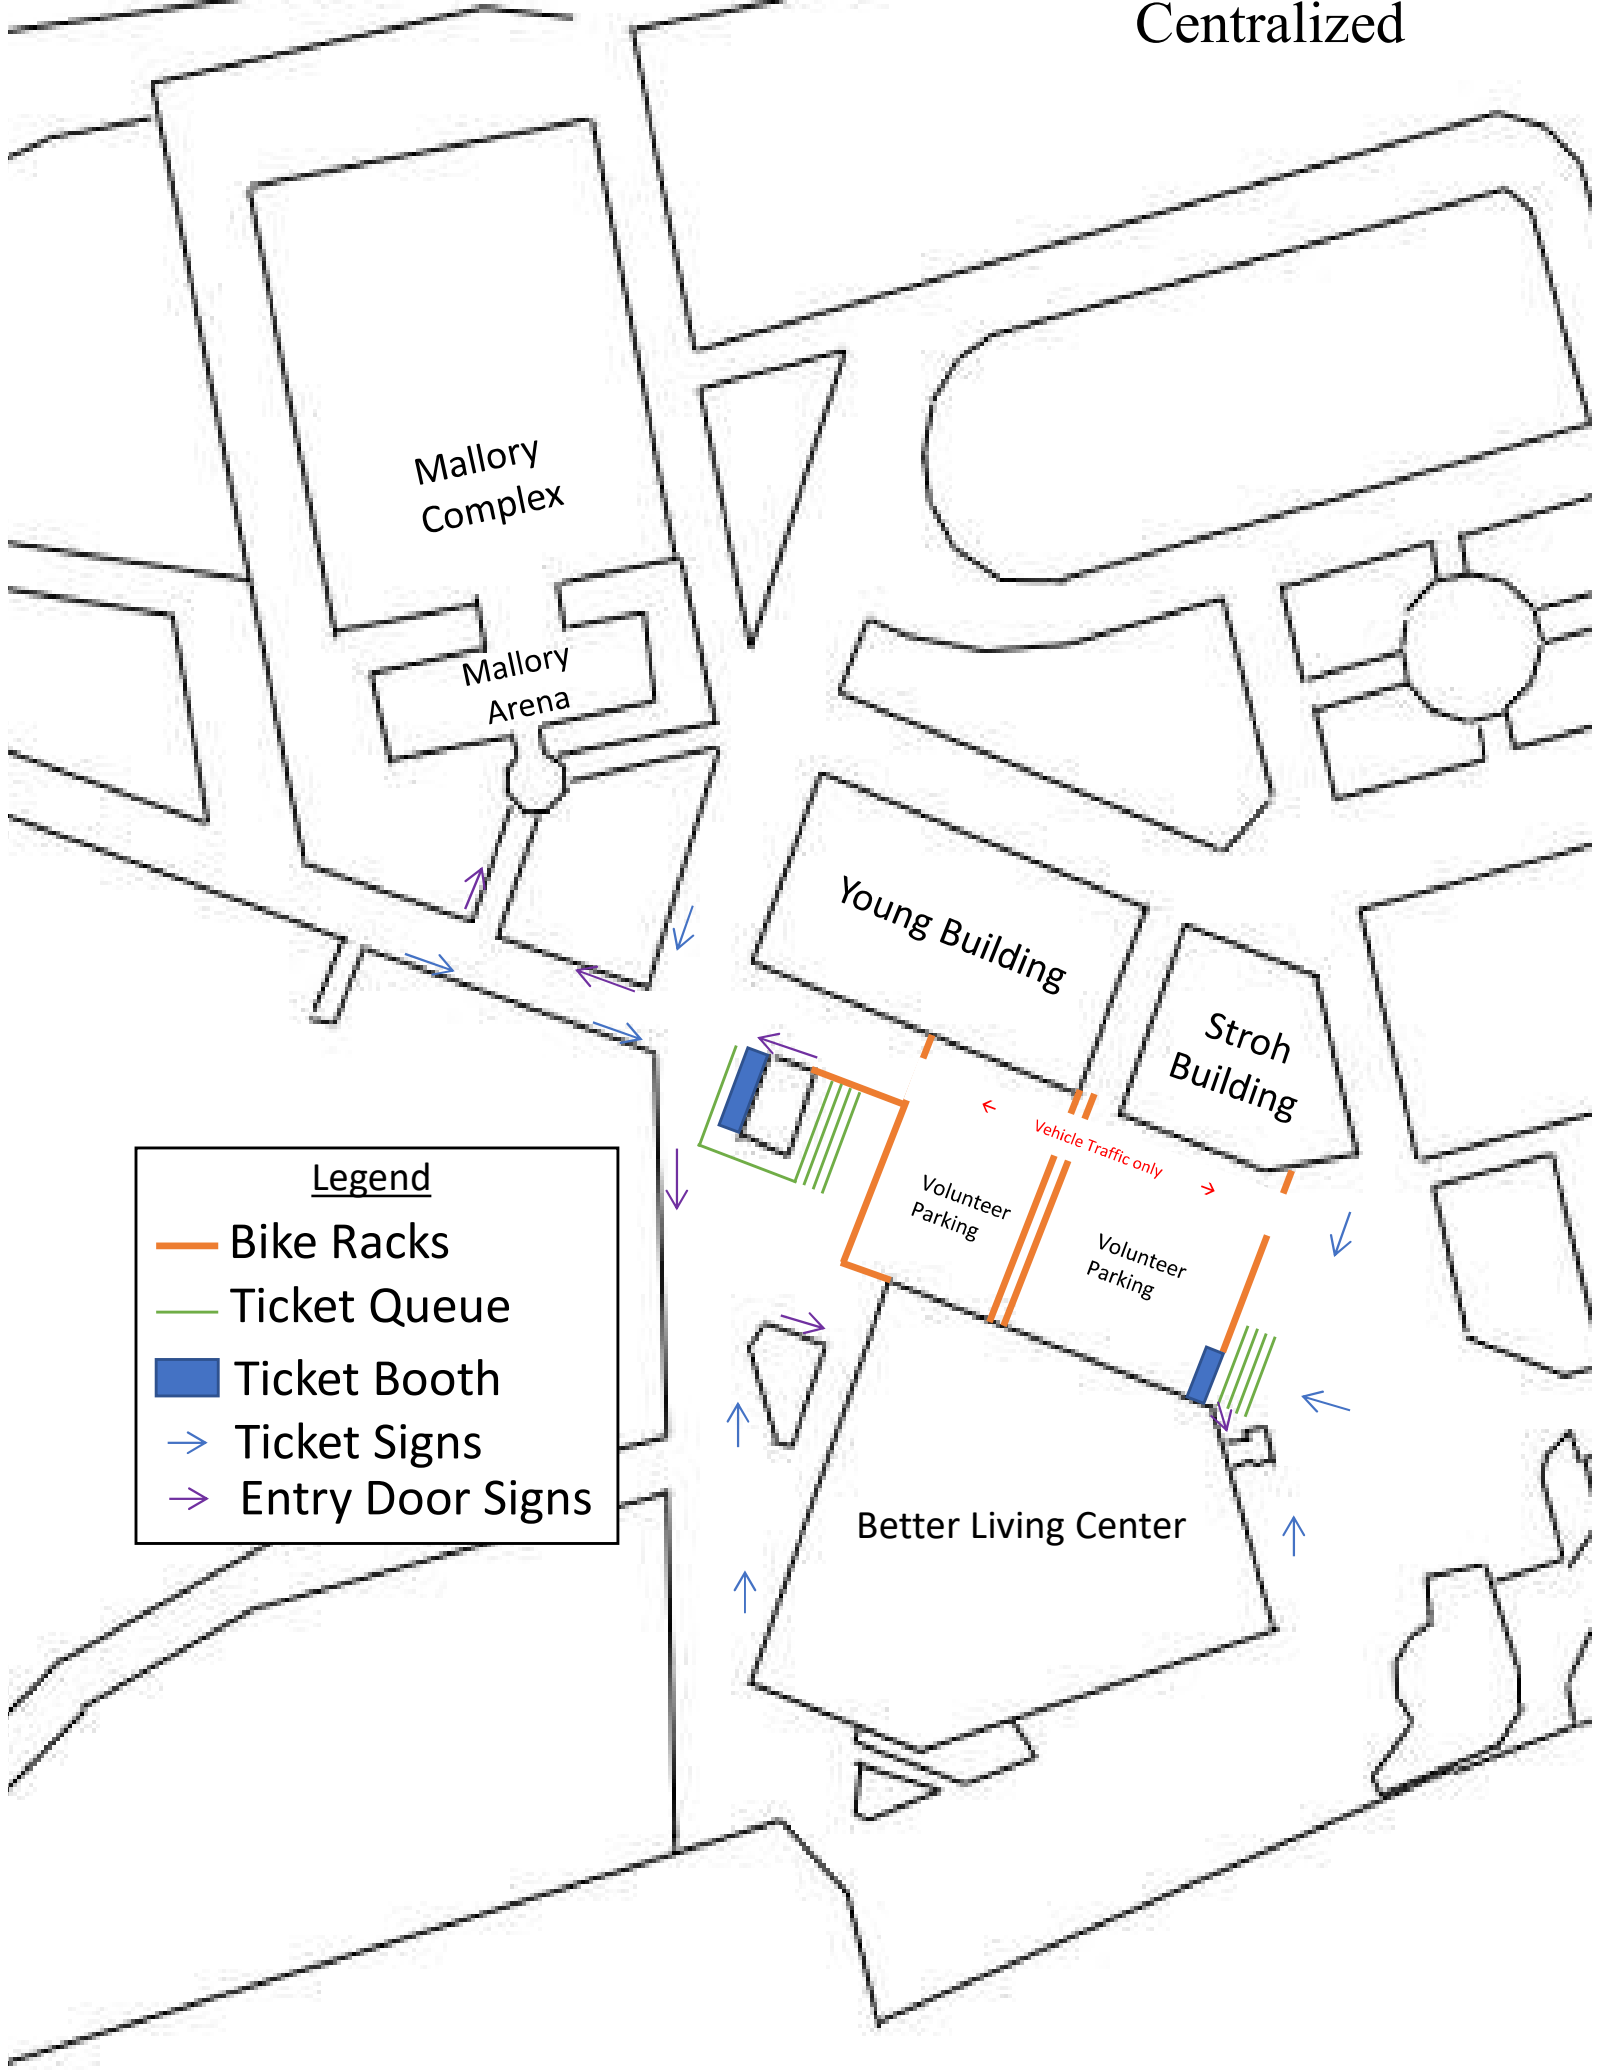 Centralized
Mallory
Complex
Mallory
Arena
Young Building
Stroh
Building
Vehicle Traffic only
Volunteer
Parking
Volunteer
Parking
Legend
Bike Racks
Ticket Queue
Ticket Booth
Ticket Signs
Entry Door Signs
Better Living Center